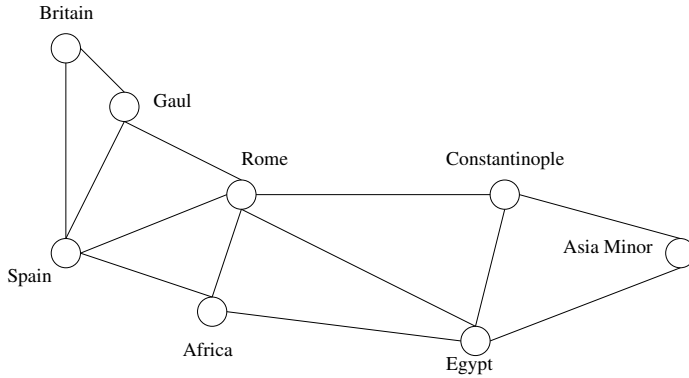 Britain
Gaul
Rome
Constantinople
Asia Minor
Spain
Africa
Egypt